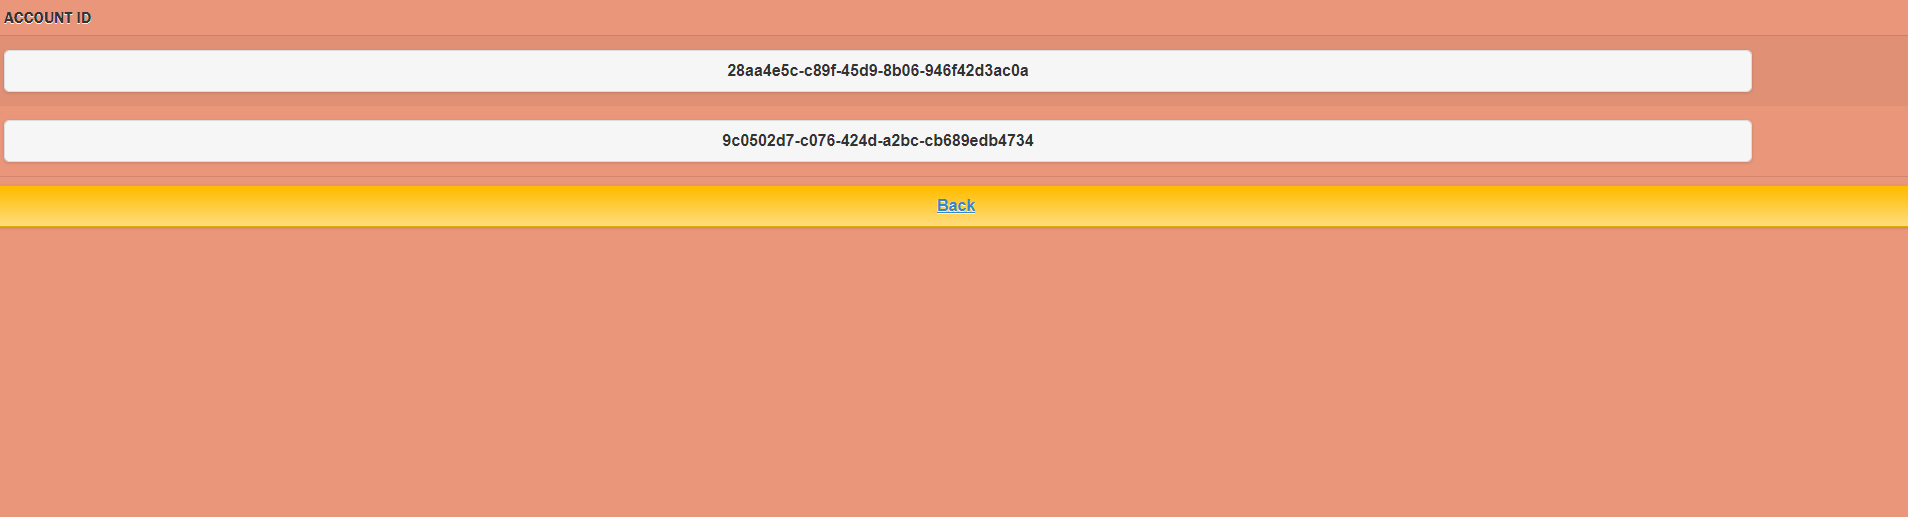 ACCOUNT ID
28aa4e5c-c89f-45d9-8b06-946f42d3ac0a
9c0502d7-c076-424d-a2bc-cb689edb4734
Back